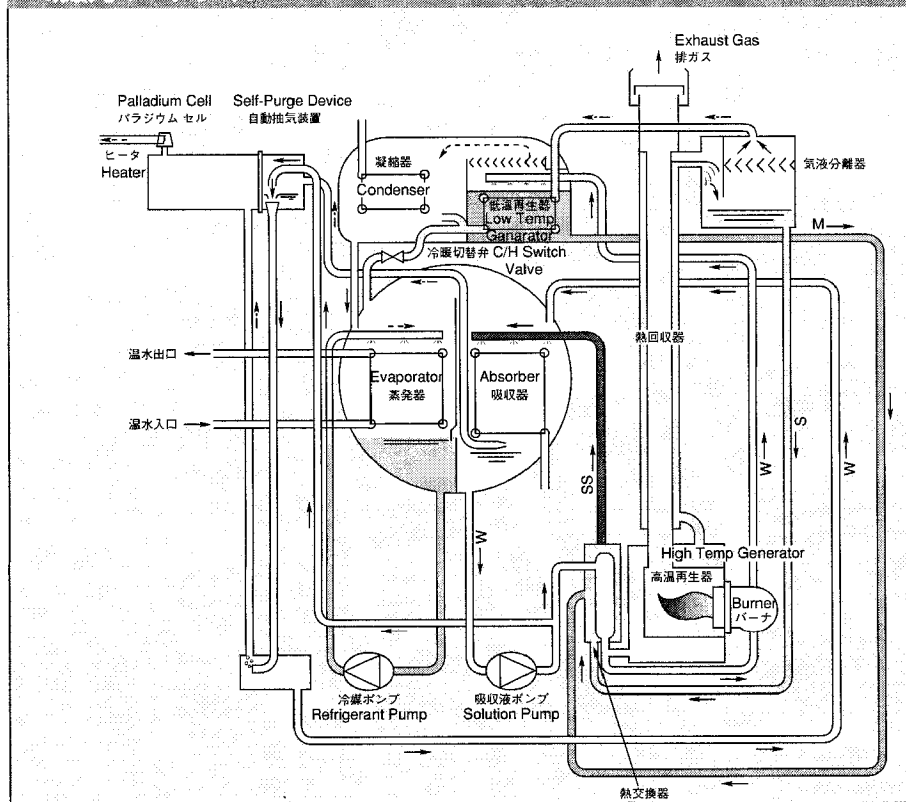 Exhaust Gas
排ガス
Palladium Cell
パラジウム セル
Self-Purge Device
自動抽気装置
ヒータ
Heater
凝縮器
Condenser
低温再生器
Low Temp
Ganarator
冷暖切替弁 C/H Switch
Valve
気液分離器
M
熱回収器
温水出口
Evaporator
蒸発器
Absorber
吸収器
温水入口
S
W
W
SS
W
High Temp Generator
高温再生器
Burner
バーナ
冷媒ポンプ
Refrigerant Pump
吸収液ポンプ
Solution Pump
熱交換器